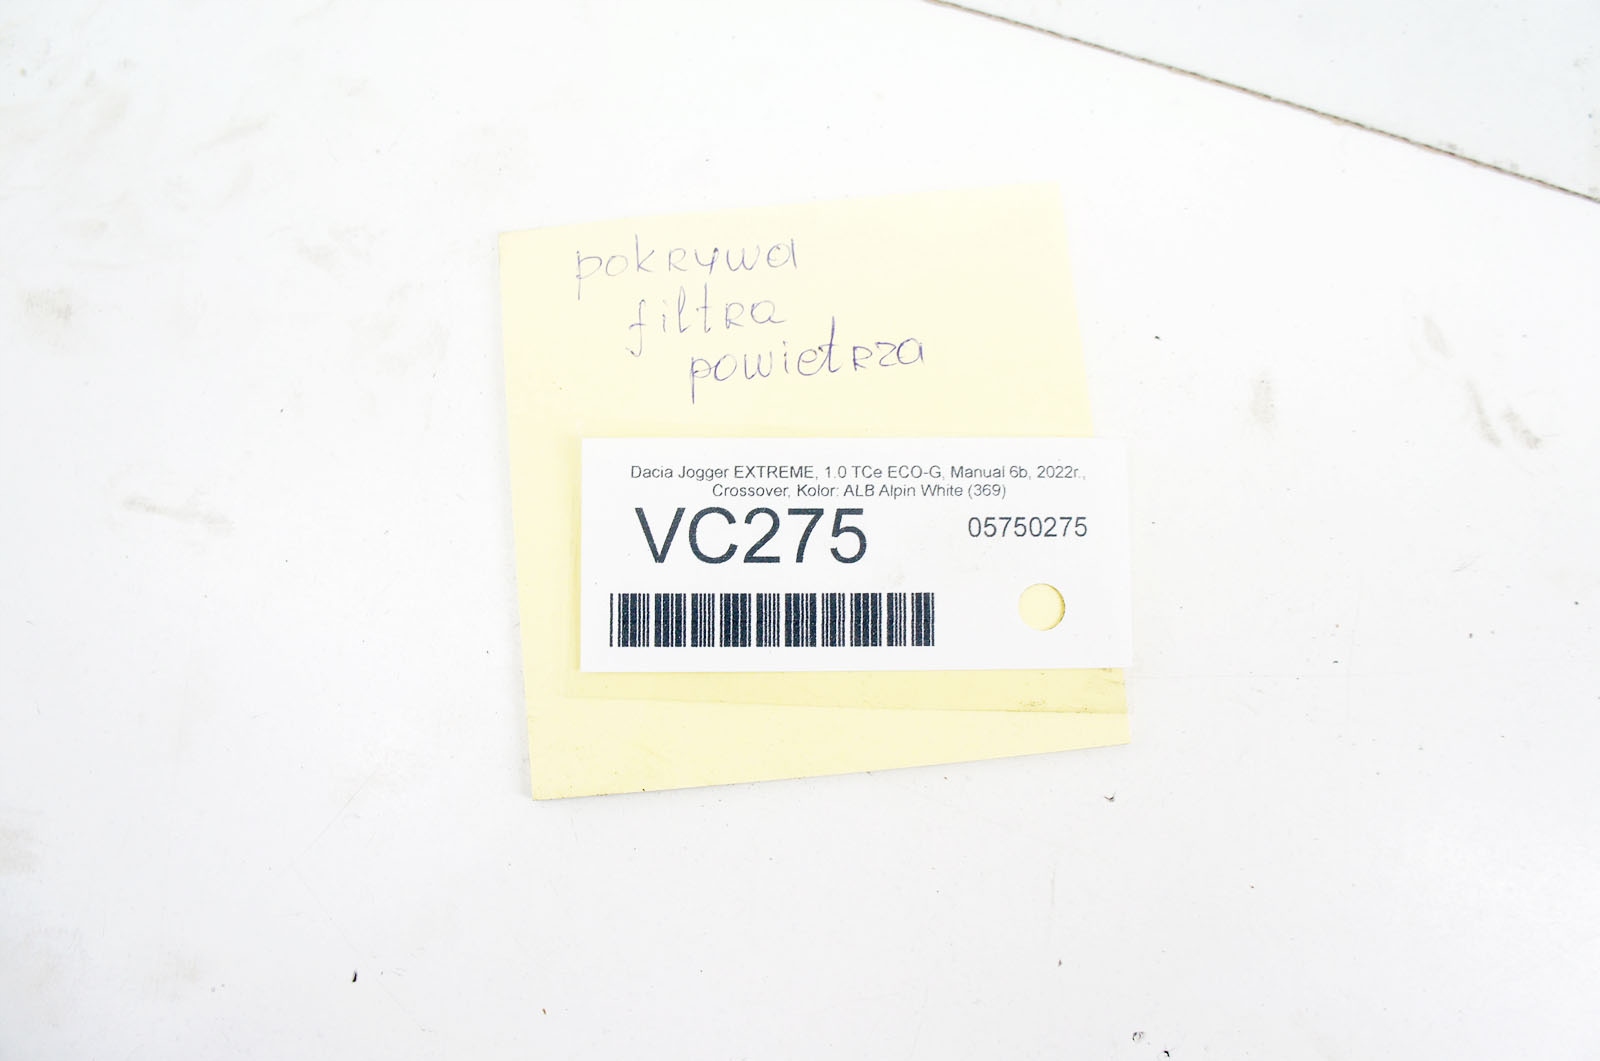 pokrywa
filtra
powietrza
Dacia Jogger EXTREME, 1.0 TCe ECO-G, Manual 6b, 2022r.,
Crossover, Kolor: ALB Alpin White (369)
VC275
05750275